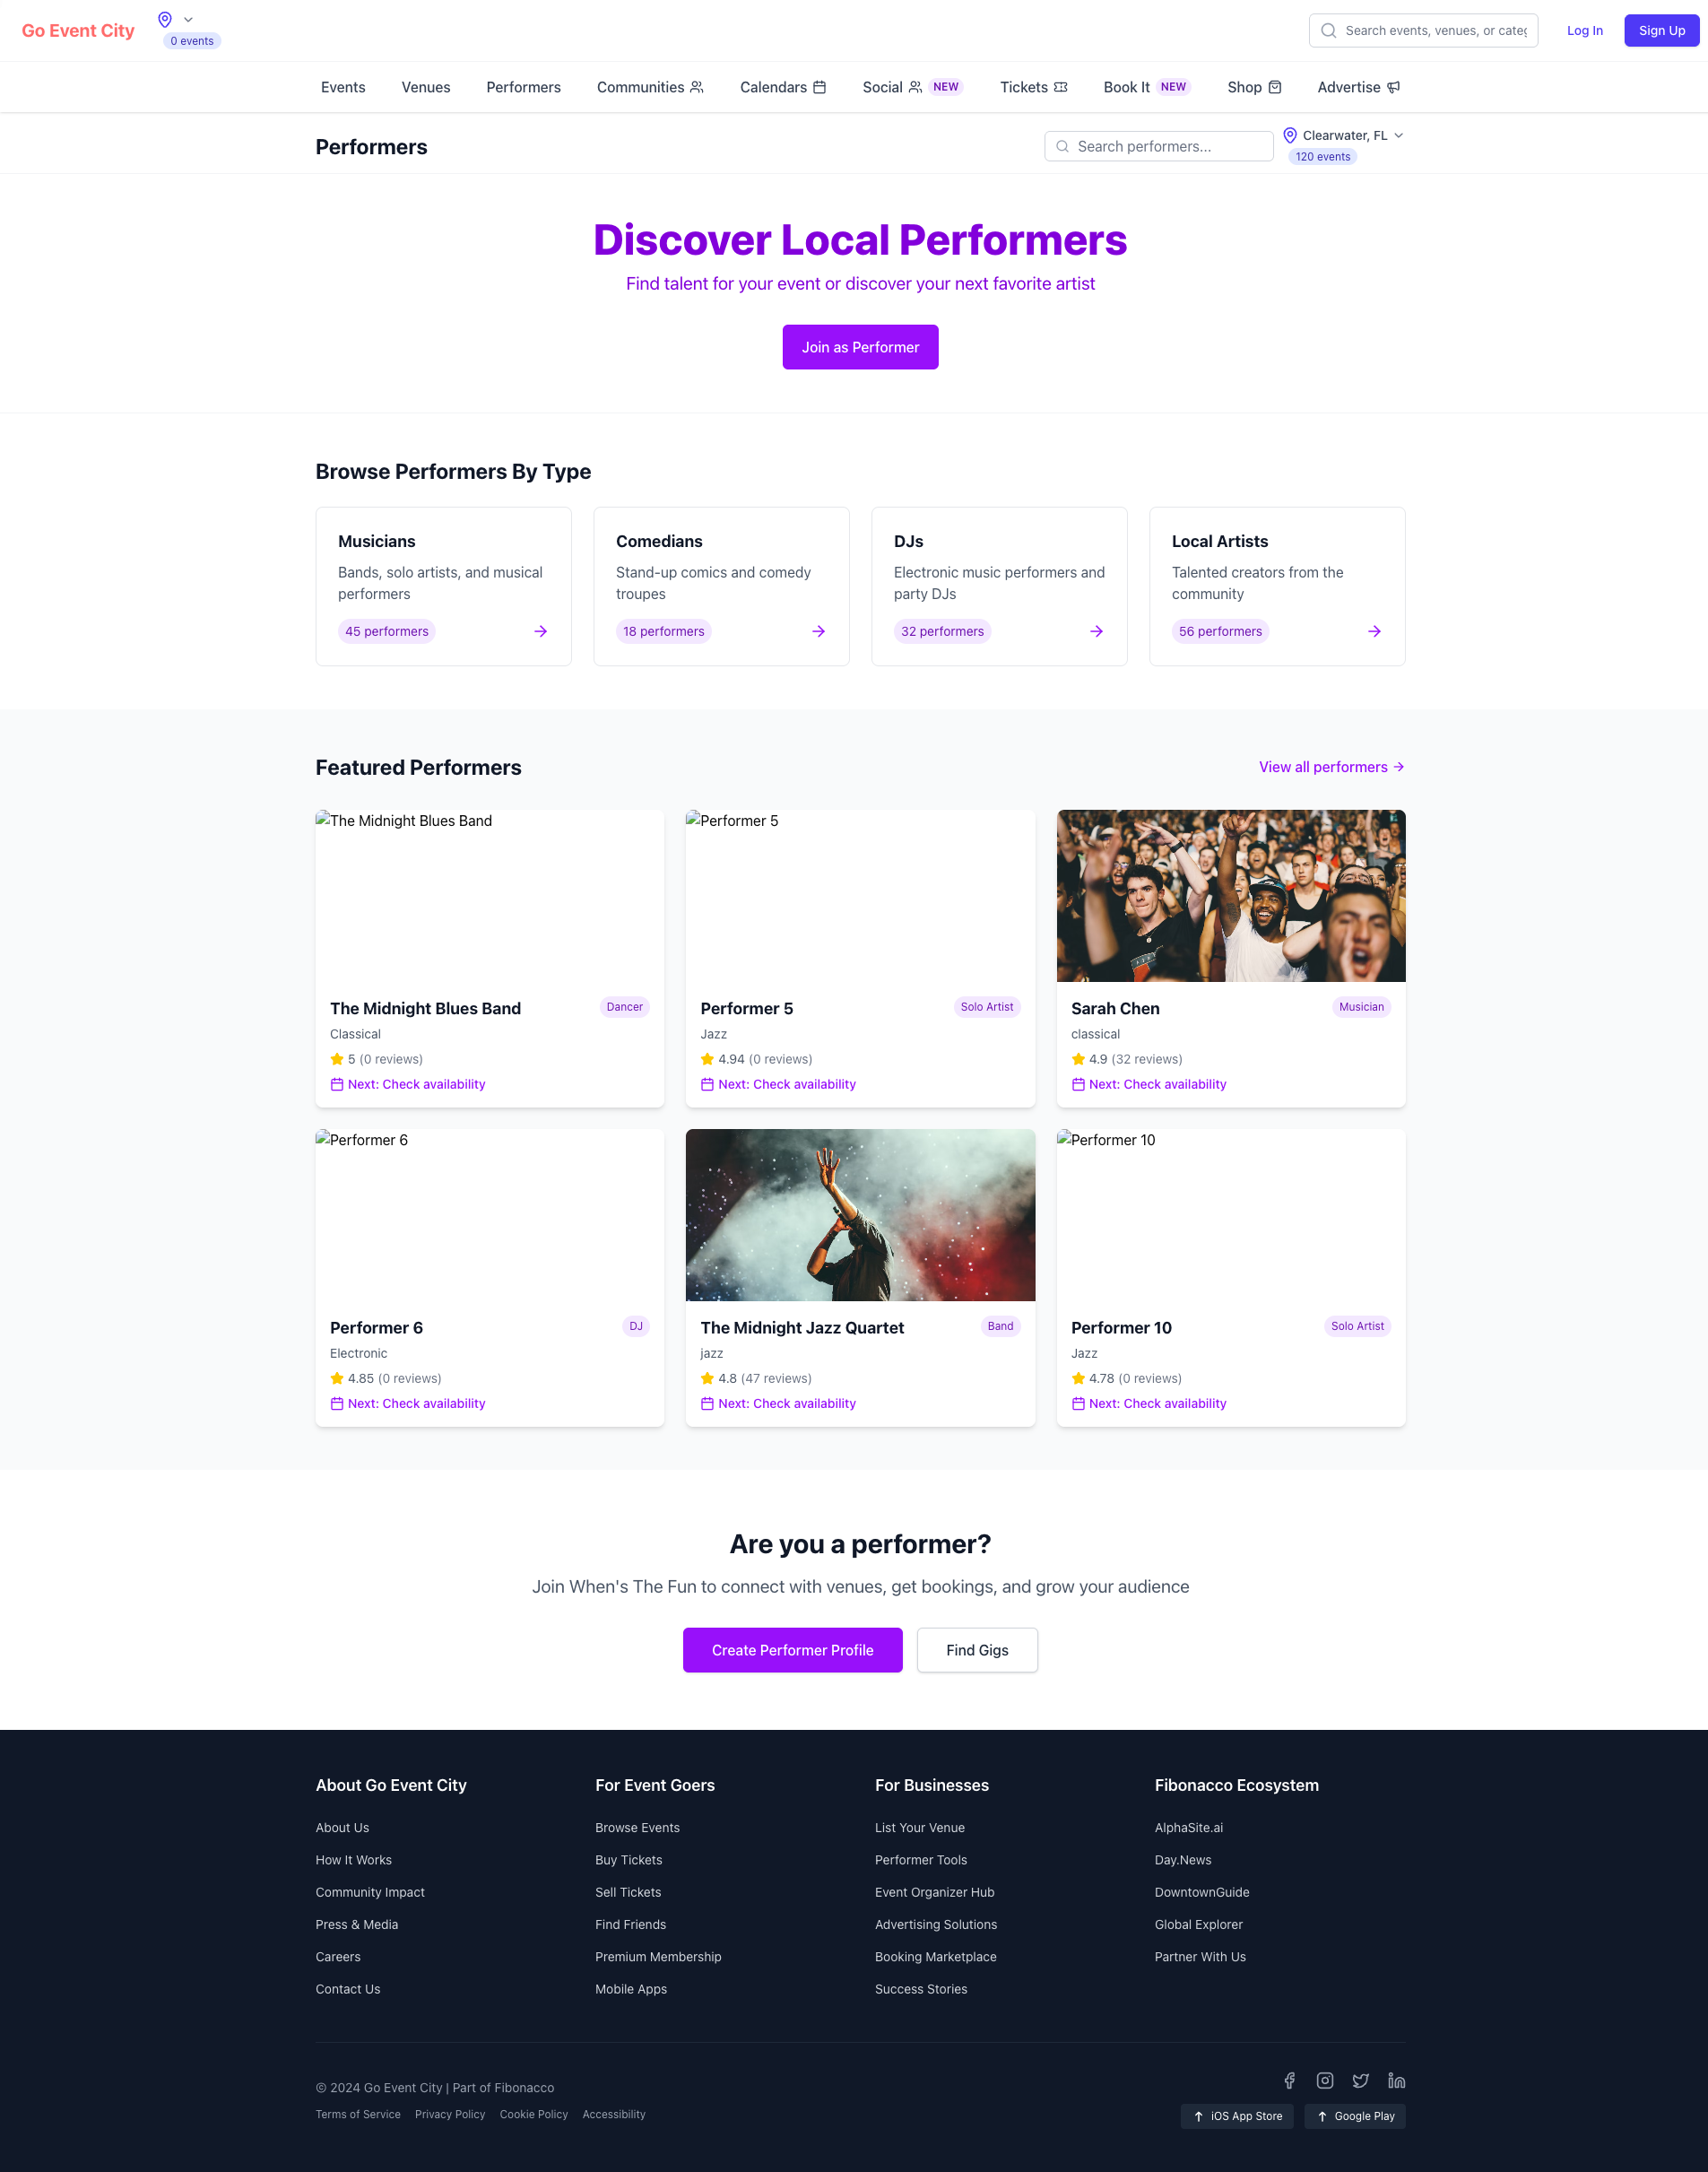 Go Event City
0 events
Search events, venues, or categ
Log In
Sign Up
Events
Venues
Performers
Communities
Calendars
Social NEW
Tickets
Book It NEW
Shop
Advertise
Performers
Search performers...
Clearwater, FL
120 events
Discover Local Performers
Find talent for your event or discover your next favorite artist
Join as Performer
Browse Performers By Type
Musicians
Bands, solo artists, and musical
performers
45 performers
Comedians
Stand-up comics and comedy
troupes
18 performers
DJs
Electronic music performers and
party DJs
32 performers
Local Artists
Talented creators from the
community
56 performers
Featured Performers
View all performers
The Midnight Blues Band
The Midnight Blues Band
Dancer
Classical
5 (0 reviews)
Next: Check availability
Performer 5
Performer 5
Solo Artist
Jazz
4.94 (0 reviews)
Next: Check availability
Sarah Chen
Musician
classical
4.9 (32 reviews)
Next: Check availability
Performer 6
Performer 6
DJ
Electronic
4.85 (0 reviews)
Next: Check availability
The Midnight Jazz Quartet
Band
jazz
4.8 (47 reviews)
Next: Check availability
Performer 10
Performer 10
Solo Artist
Jazz
4.78 (0 reviews)
Next: Check availability
Are you a performer?
Join When's The Fun to connect with venues, get bookings, and grow your audience
Create Performer Profile
Find Gigs
About Go Event City
About Us
How It Works
Community Impact
Press & Media
Careers
Contact Us
For Event Goers
Browse Events
Buy Tickets
Sell Tickets
Find Friends
Premium Membership
Mobile Apps
For Businesses
List Your Venue
Performer Tools
Event Organizer Hub
Advertising Solutions
Booking Marketplace
Success Stories
Fibonacco Ecosystem
AlphaSite.ai
Day.News
DowntownGuide
Global Explorer
Partner With Us
© 2024 Go Event City | Part of Fibonacco
Terms of Service
Privacy Policy
Cookie Policy
Accessibility
iOS App Store
Google Play